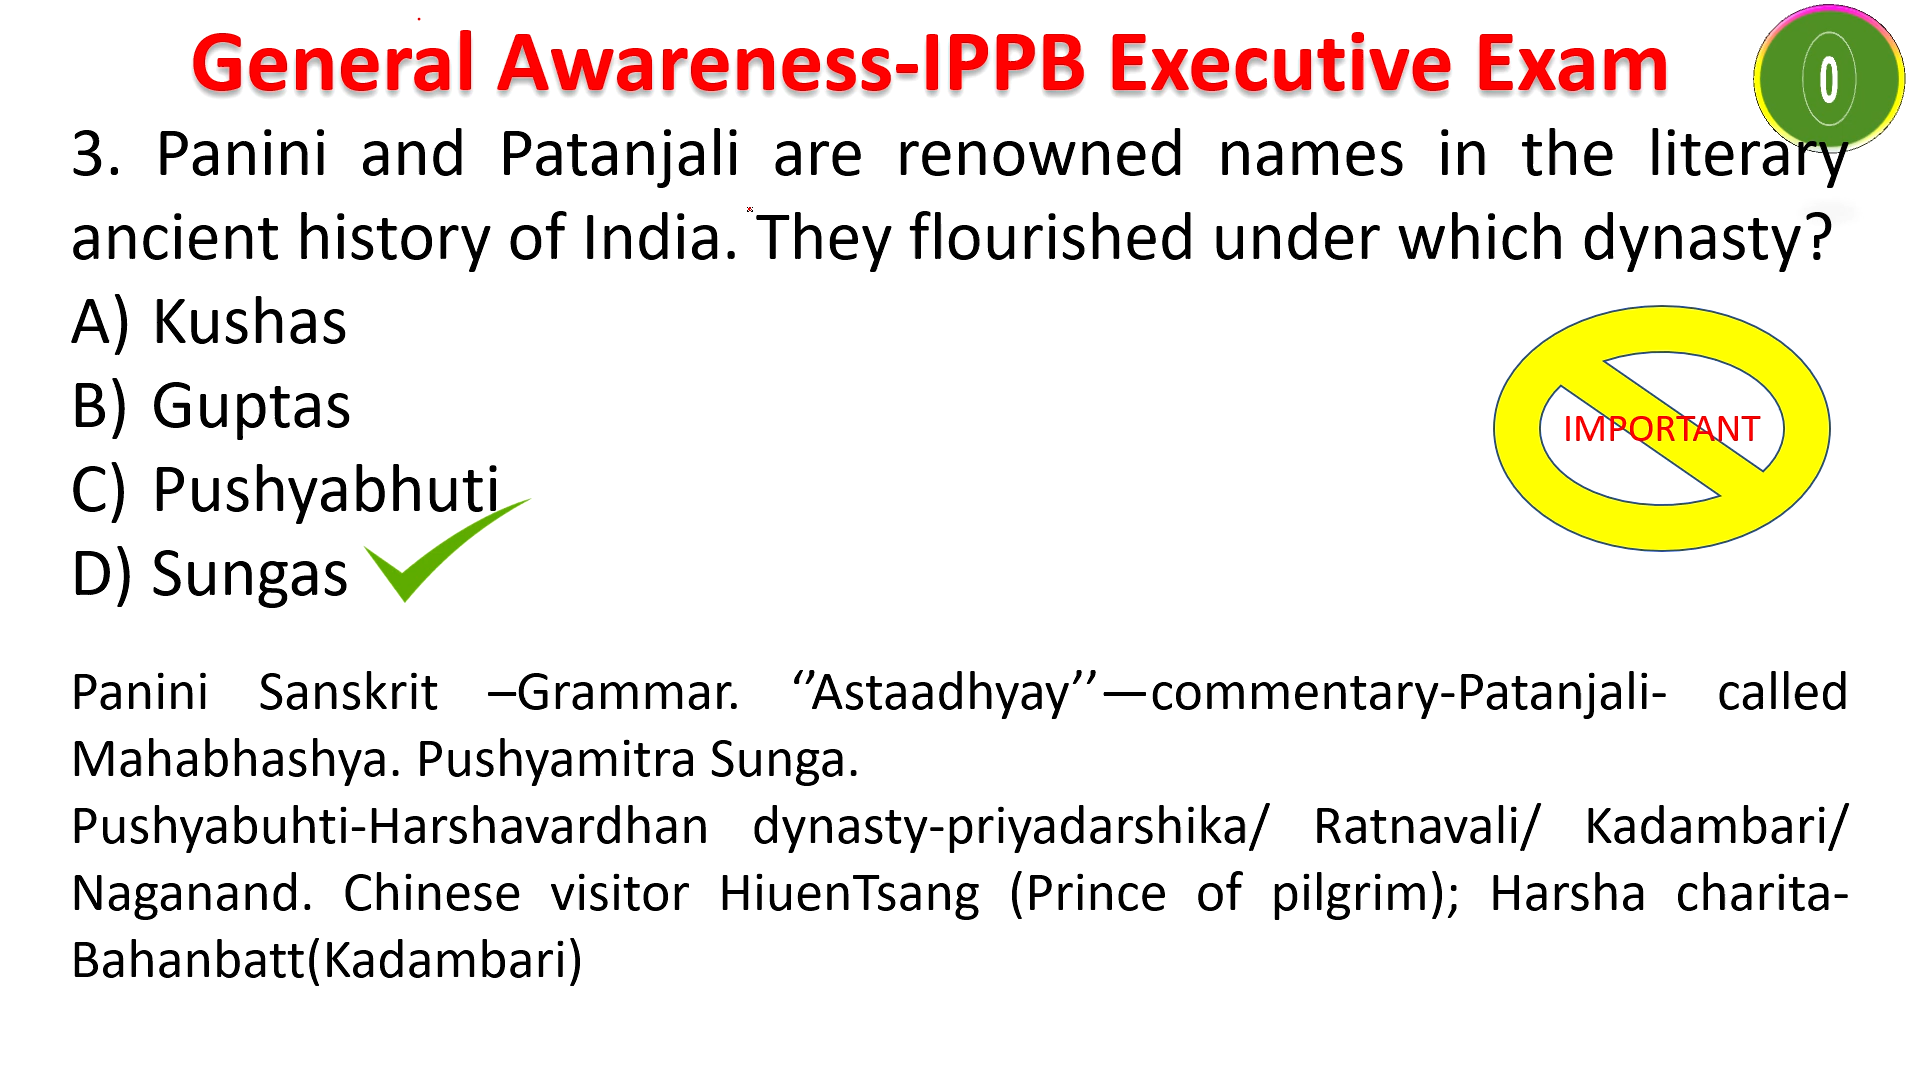 General Awareness-IPPB Executive Exam
0
3. Panini and Patanjali are renowned names in the literary
ancient history of India. They flourished under which dynasty?
A) Kushas
B) Guptas
C) Pushyabhuti
D) Sungas
IMPORTANT
Panini Sanskrit –Grammar. ‘’Astaadhyay’’—commentary-Patanjali- called
Mahabhashya. Pushyamitra Sunga.
Pushyabuhti-Harshavardhan dynasty-priyadarshika/ Ratnavali/ Kadambari/
Naganand. Chinese visitor HiuenTsang (Prince of pilgrim); Harsha charita-
Bahanbatt(Kadambari)